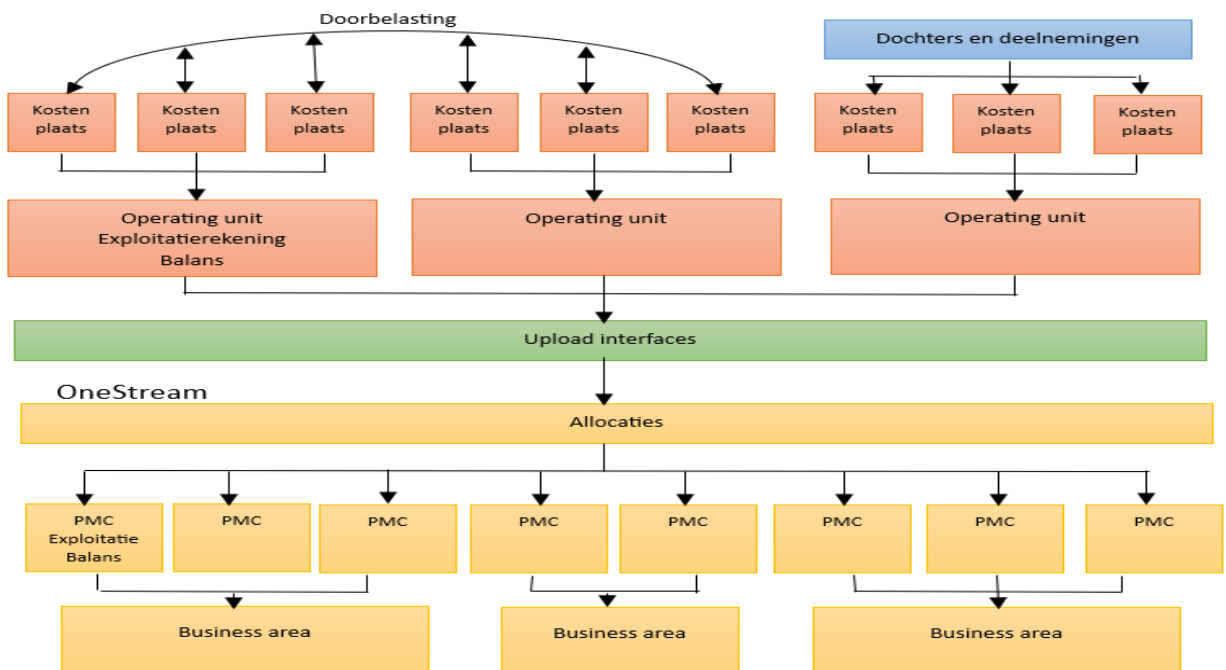 Doorbelasting
Dochters en deelnemingen
Kosten
plaats
Kosten
plaats
Kosten
plaats
Kosten
plaats
Kosten
plaats
Kosten
plaats
Kosten
plaats
Kosten
plaats
Kosten
plaats
Operating unit
Exploitatierekening
Balans
Operating unit
Operating unit
Upload interfaces
OneStream
Allocaties
PMC
Exploitatie
Balans
PMC
PMC
PMC
PMC
PMC
PMC
PMC
Business area
Business area
Business area